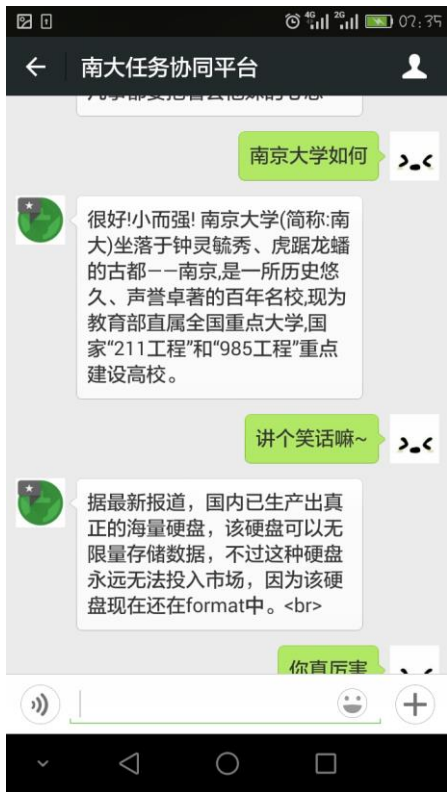 4G 2G 07:35
南大任务协同平台
南京大学如何
很好!小而强! 南京大学(简称:南
大)坐落于钟灵毓秀、虎踞龙蟠
的古都——南京,是一所历史悠
久、声誉卓著的百年名校,现为
教育部直属全国重点大学,国
家“211工程”和“985工程”重点
建设高校。
讲个笑话嘛~
据最新报道，国内已生产出真
正的海量硬盘，该硬盘可以无
限量存储数据，不过这种硬盘
永远无法投入市场，因为该硬
盘现在还在format中。<br>
你真厉害